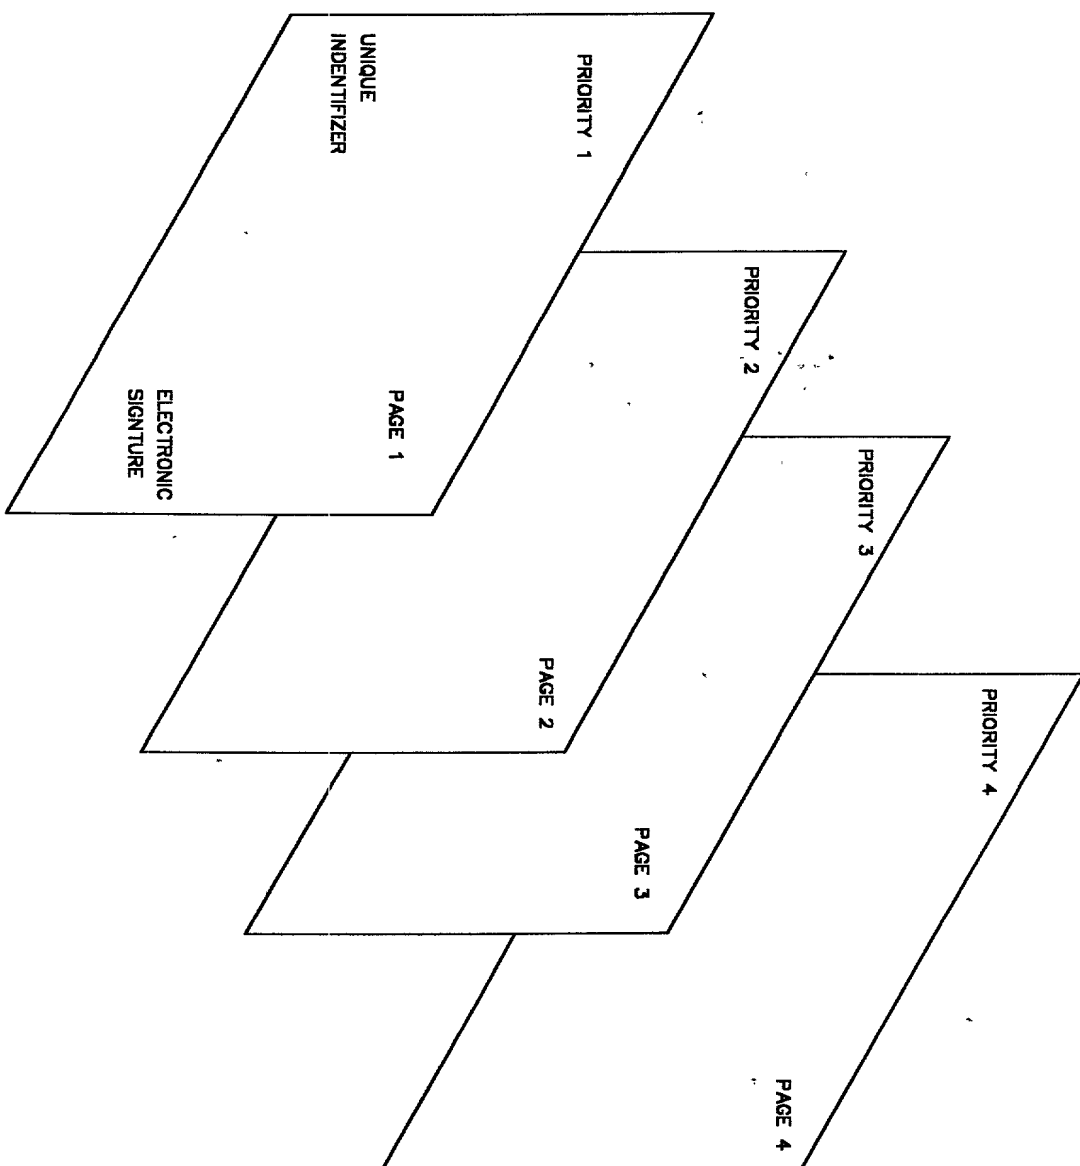 PRIORITY 1
UNIQUE
INDENTIFIZER
PAGE 1
ELECTRONIC
SIGNTURE
PRIORITY 2
PAGE 2
PRIORITY 3
PAGE 3
PRIORITY 4
PAGE 4